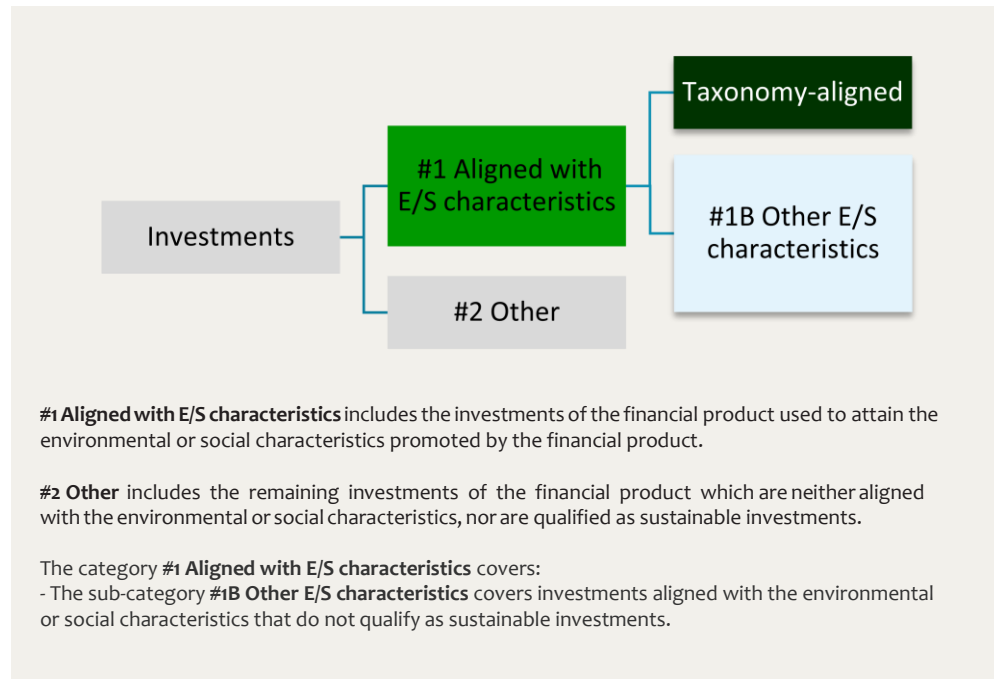 Taxonomy-aligned
#1 Aligned with
E/S characteristics
#1B Other E/S
characteristics
Investments
#2 Other
#1 Aligned with E/S characteristics includes the investments of the financial product used to attain the
environmental or social characteristics promoted by the financial product.
#2 Other includes the remaining investments of the financial product which are neither aligned
with the environmental or social characteristics, nor are qualified as sustainable investments.
The category #1 Aligned with E/S characteristics covers:
- The sub-category #1B Other E/S characteristics covers investments aligned with the environmental
or social characteristics that do not qualify as sustainable investments.